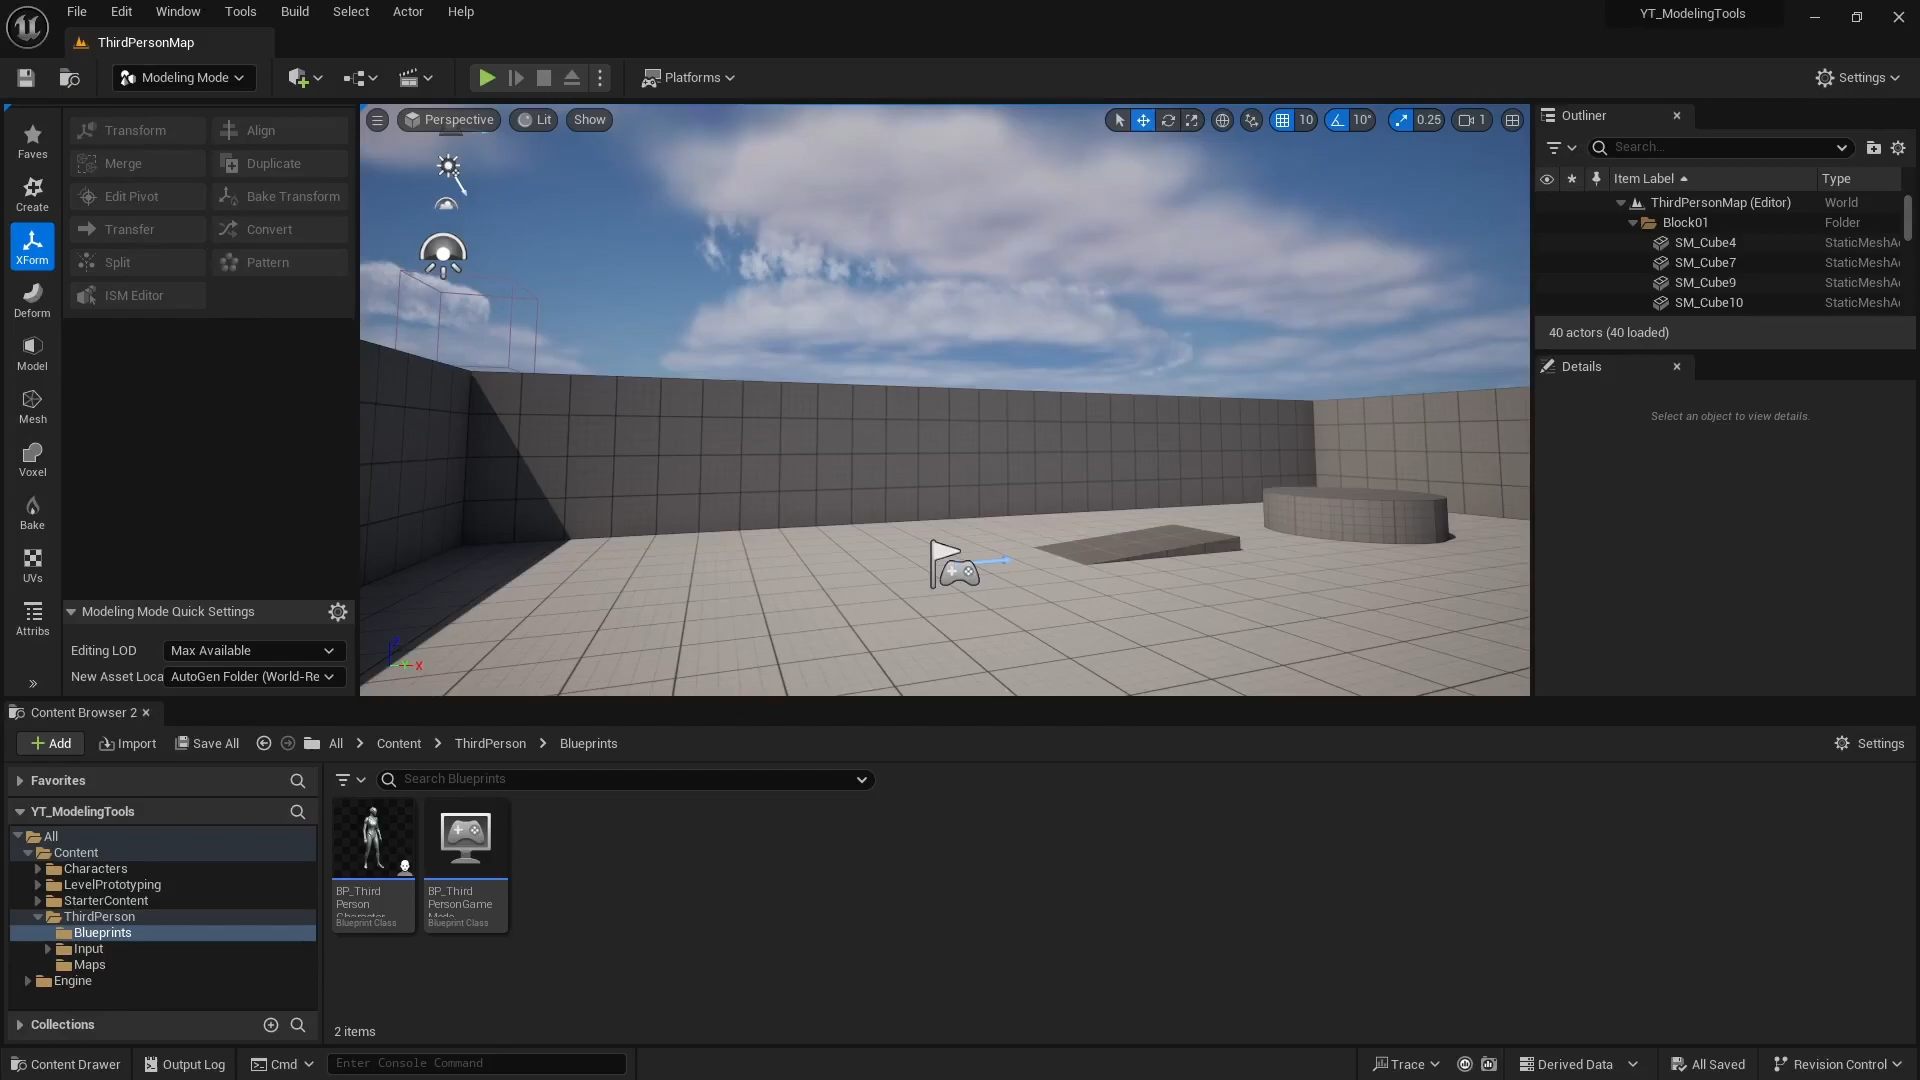 File Edit Window Tools Build Select Actor Help
YT_ModelingTools
ThirdPersonMap
Modeling Mode
Platforms
Settings
Faves
Create
XForm
Deform
Model
Mesh
Voxel
Bake
UVs
Attribs
Transform Align
Merge Duplicate
Edit Pivot Bake Transform
Transfer Convert
Split Pattern
ISM Editor
Modeling Mode Quick Settings
Editing LOD Max Available
New Asset Loca AutoGen Folder (World-Re
Perspective Lit Show
10 10° 0.25 1
X
Outliner
Search...
Item Label Type
ThirdPersonMap (Editor) World
Block01 Folder
SM_Cube4 StaticMeshA
SM_Cube7 StaticMeshA
SM_Cube9 StaticMeshA
SM_Cube10 StaticMeshA
40 actors (40 loaded)
Details
Select an object to view details.
Content Browser 2
Add Import Save All All Content ThirdPerson Blueprints Settings
Favorites
YT_ModelingTools
All
Content
Characters
LevelPrototyping
StarterContent
ThirdPerson
Blueprints
Input
Maps
Engine
Collections
Search Blueprints
BP_Third
Person
Blueprint Class
BP_Third
PersonGame
Blueprint Class
2 items
Content Drawer Output Log Cmd Enter Console Command Trace Derived Data All Saved Revision Control